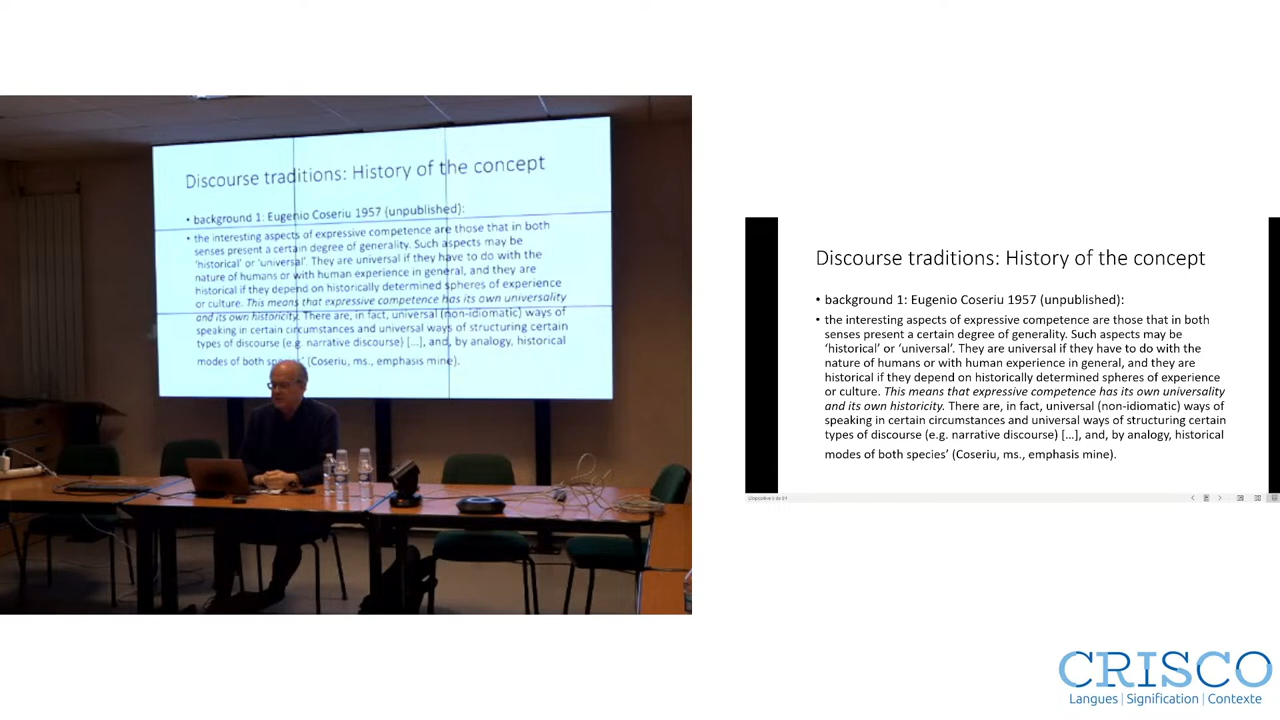 Discourse traditions: History of the concept
• background 1: Eugenio Coseriu 1957 (unpublished):
• the interesting aspects of expressive competence are those that in both
senses present a certain degree of generality. Such aspects may be
‘historical’ or ‘universal’. They are universal if they have to do with the
nature of humans or with human experience in general, and they are
historical if they depend on historically determined spheres of experience
or culture. This means that expressive competence has its own universality
and its own historicity. There are, in fact, universal (non-idiomatic) ways of
speaking in certain circumstances and universal ways of structuring certain
types of discourse (e.g. narrative discourse) [...], and, by analogy, historical
modes of both spe (Coseriu, ms., emphasis mine).
Discourse traditions: History of the concept
• background 1: Eugenio Coseriu 1957 (unpublished):
• the interesting aspects of expressive competence are those that in both
senses present a certain degree of generality. Such aspects may be
‘historical’ or ‘universal’. They are universal if they have to do with the
nature of humans or with human experience in general, and they are
historical if they depend on historically determined spheres of experience
or culture. This means that expressive competence has its own universality
and its own historicity. There are, in fact, universal (non-idiomatic) ways of
speaking in certain circumstances and universal ways of structuring certain
types of discourse (e.g. narrative discourse) [...], and, by analogy, historical
modes of both species’ (Coseriu, ms., emphasis mine).
CRISCO
Langues | Signification | Contexte